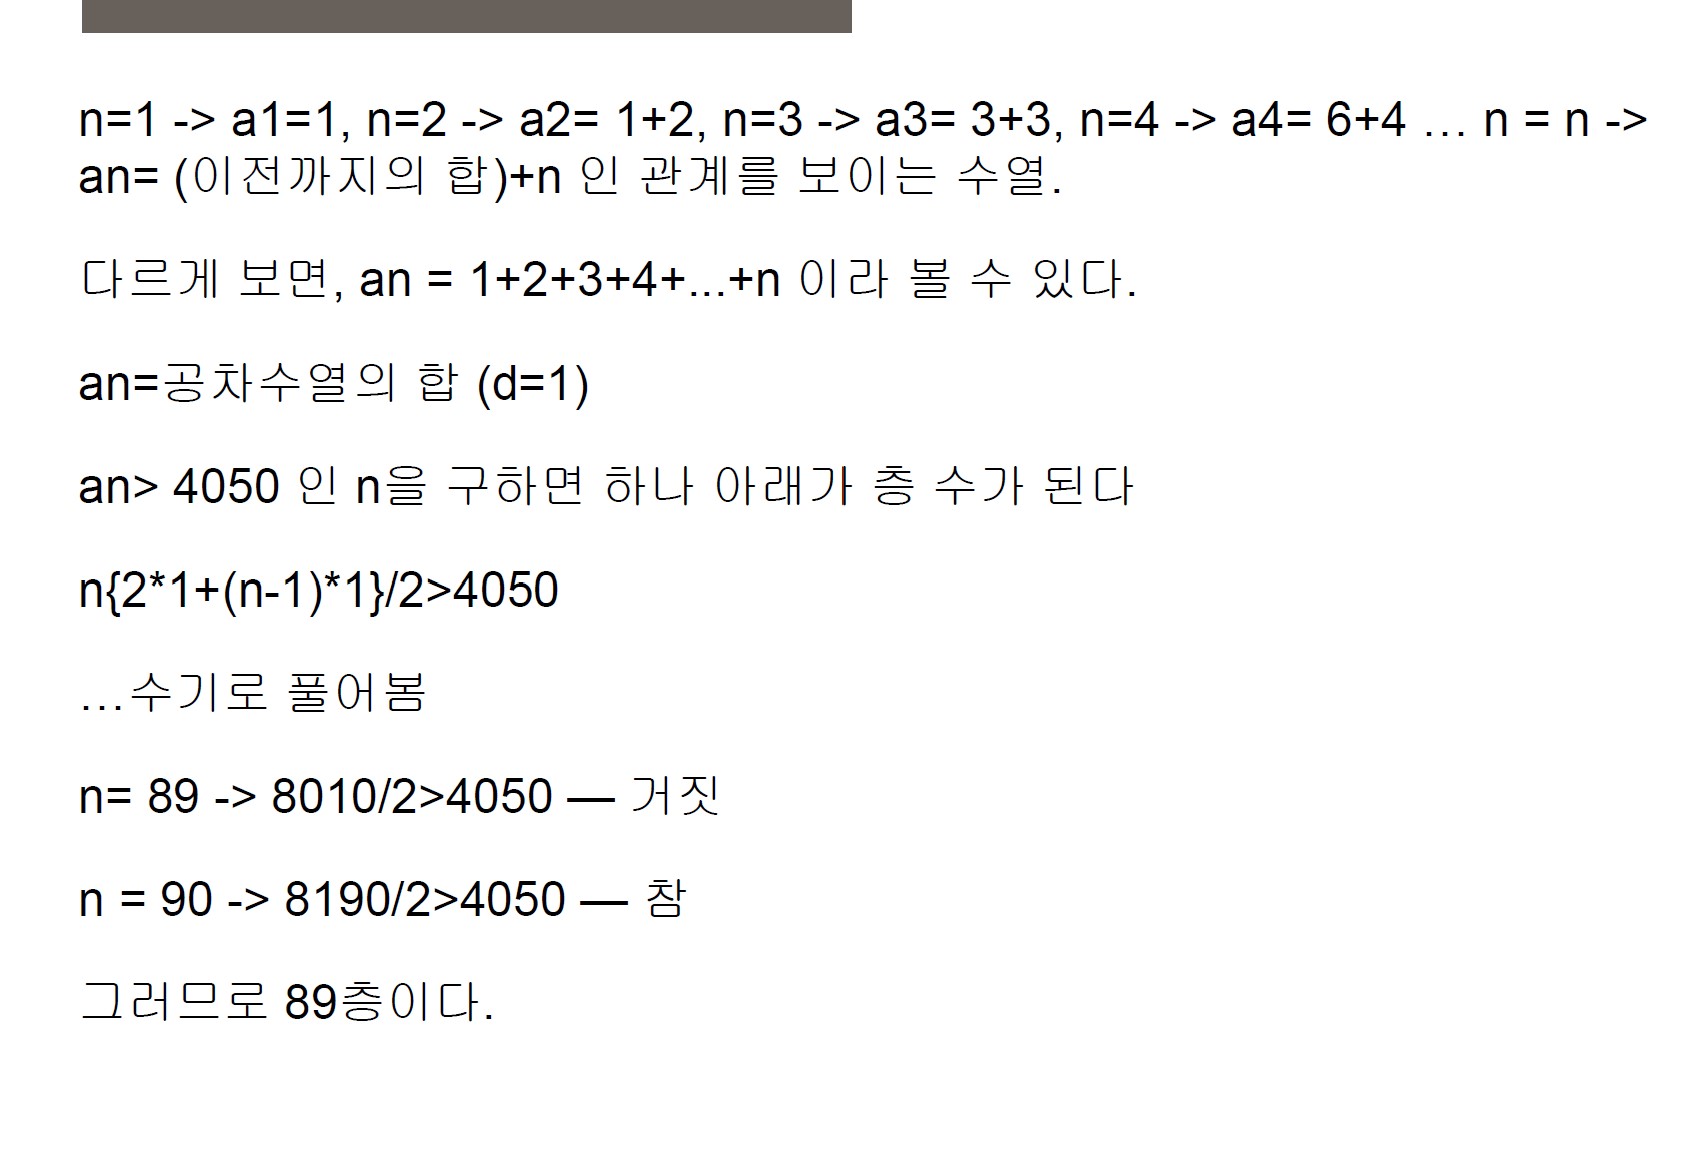 n=1 -> a1=1, n=2 -> a2= 1+2, n=3 -> a3= 3+3, n=4 -> a4= 6+4 … n = n ->
an= (이전까지의 합)+n 인 관계를 보이는 수열.
다르게 보면, an = 1+2+3+4+...+n 이라 볼 수 있다.
an=공차수열의 합 (d=1)
an> 4050 인 n을 구하면 하나 아래가 층 수가 된다
n{2*1+(n-1)*1}/2>4050
…수기로 풀어봄
n= 89 -> 8010/2>4050 — 거짓
n = 90 -> 8190/2>4050 — 참
그러므로 89층이다.